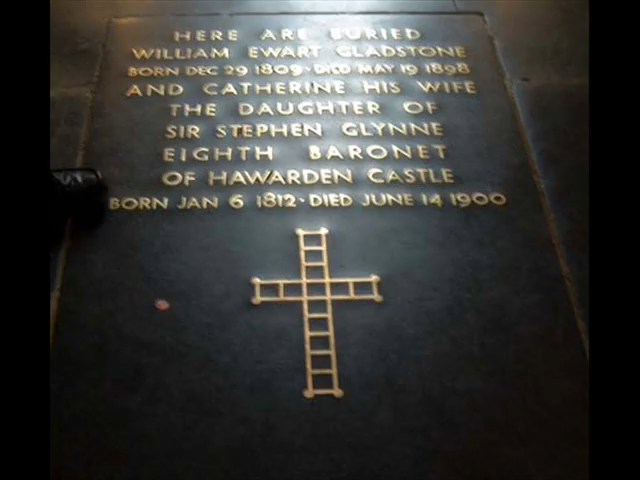 HERE ARE BURIED
WILLIAM EWART GLADSTONE
BORN DEC 29 1809·DIED MAY 19 1898
AND CATHERINE HIS WIFE
THE DAUGHTER OF
SIR STEPHEN GLYNNE
EIGHTH BARONET
OF HAWARDEN CASTLE
BORN JAN 6 1812·DIED JUNE 14 1900